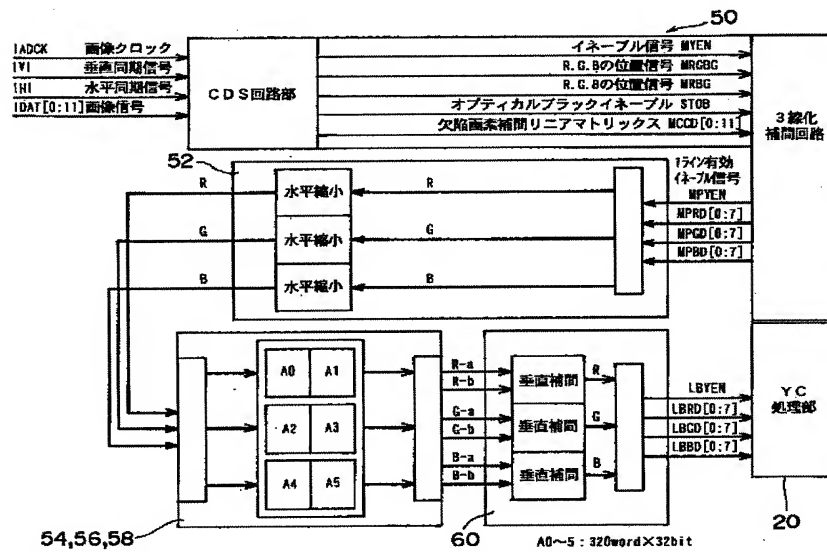 50
IADCK 画像クロック
IVI 垂直同期信号
IHI 水平同期信号
IDAT[0:11]画像信号
CDS回路部
イネーブル信号 MYEN
R.G.Bの位置信号 MRGBG
R.G.Bの位置信号 MRBG
オプティカルブラックイネーブル STOB
欠陥画素補間リニアマトリックス MCCD[0:11]
3線化
補間回路
52
R
水平縮小
R
G
水平縮小
G
B
水平縮小
B
1ライン有効
イネーブル信号
MPYEN
MPRD[0:7]
MPGD[0:7]
MPBD[0:7]
A0
A1
A2
A3
A4
A5
R-a
R-b
G-a
G-b
B-a
B-b
垂直補間
R
垂直補間
G
垂直補間
B
LBYEN
LBRD[0:7]
LBGD[0:7]
LBBD[0:7]
YC
処理部
54,56,58
60
A0~5:320word×32bit
20